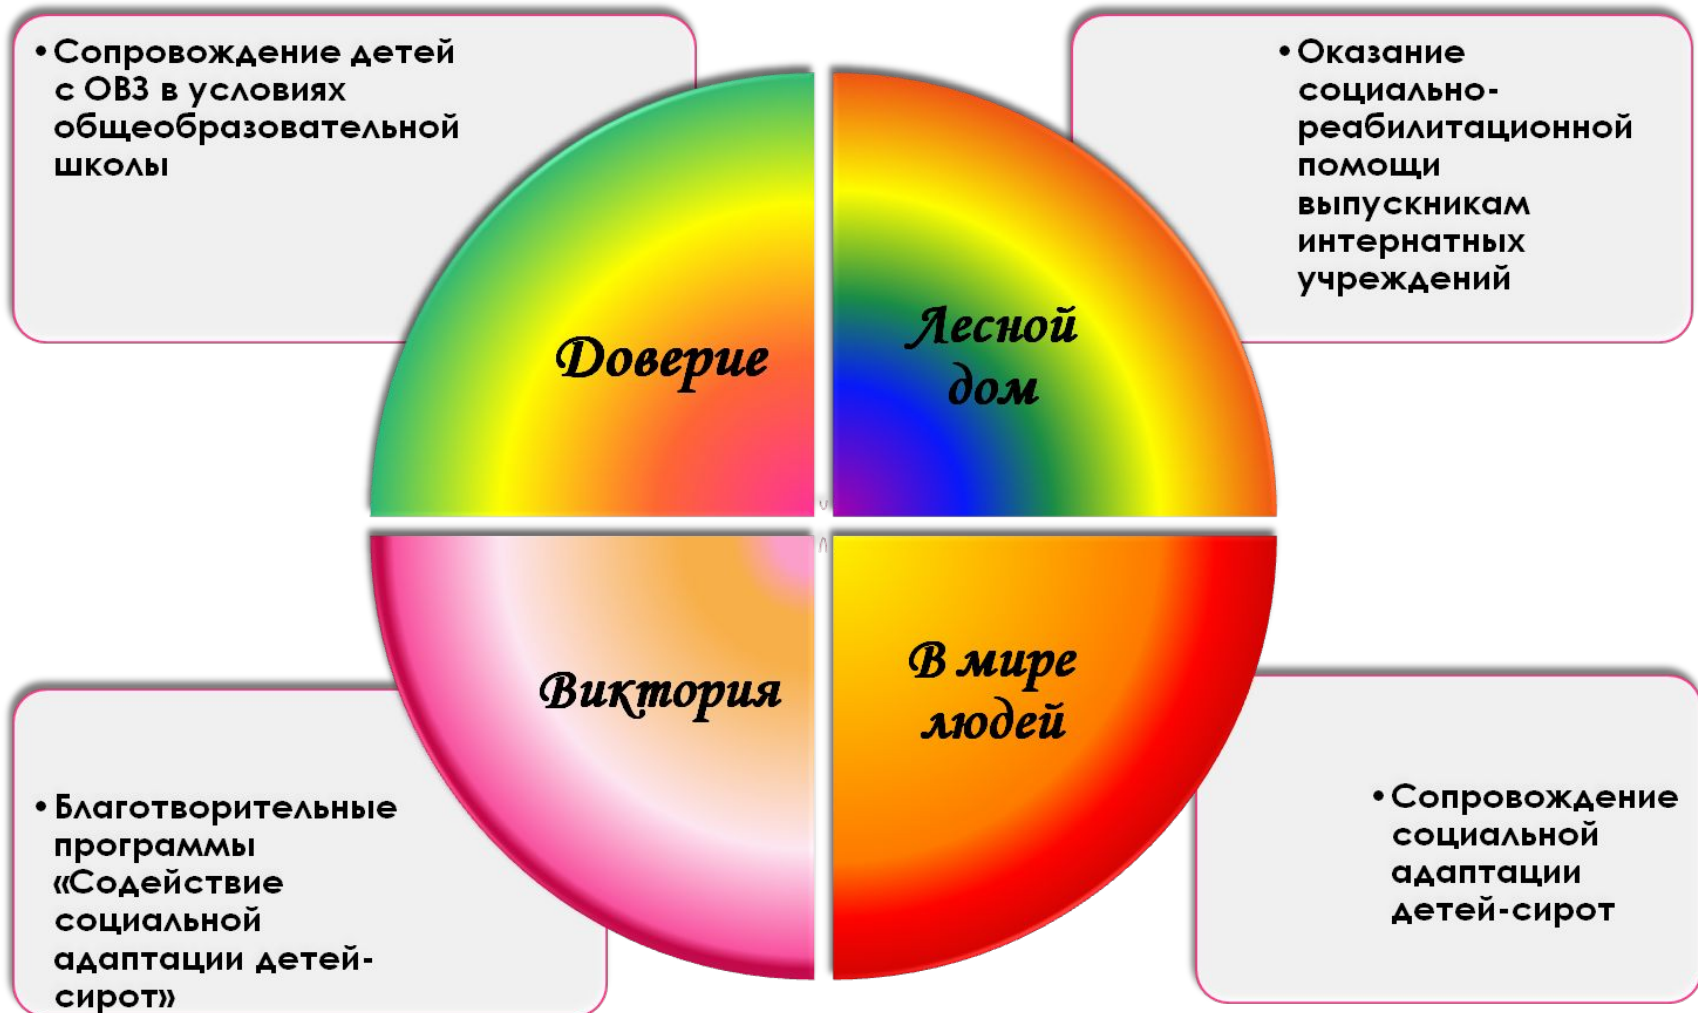 • Сопровождение детей
с ОВЗ в условиях
общеобразовательной
школы
• Оказание
социально-
реабилитационной
помощи
выпускникам
интернатных
учреждений
Доверие
Лесной
дом
Виктория
В мире
людей
• Благотворительные
программы
«Содействие
социальной
адаптации детей-
сирот»
• Сопровождение
социальной
адаптации
детей-сирот